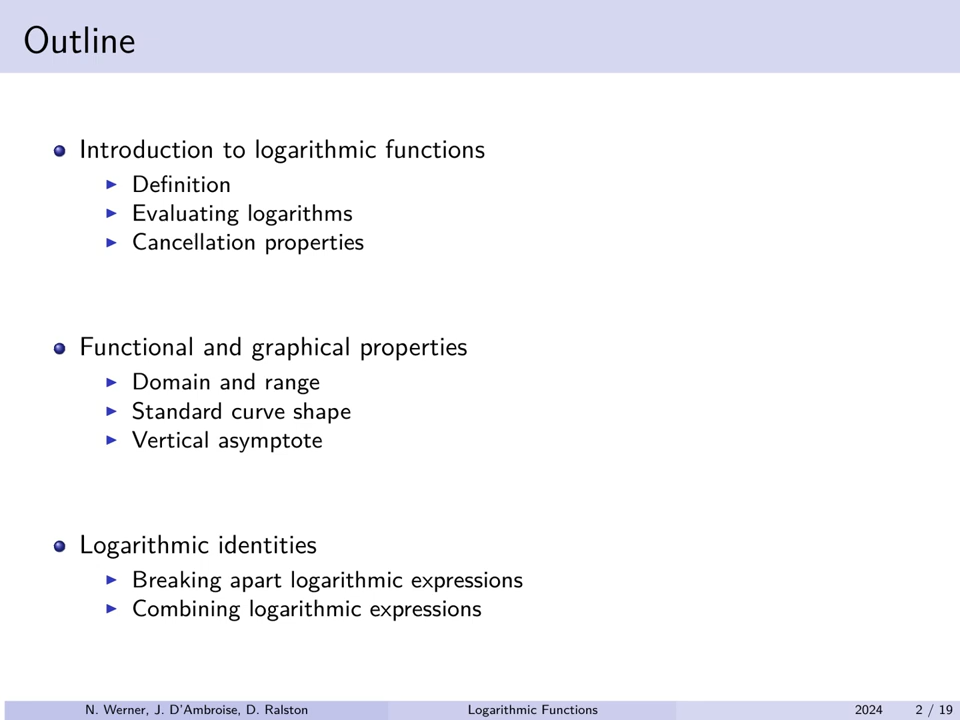 Outline
Introduction to logarithmic functions
Definition
Evaluating logarithms
Cancellation properties
Functional and graphical properties
Domain and range
Standard curve shape
Vertical asymptote
Logarithmic identities
Breaking apart logarithmic expressions
Combining logarithmic expressions
N. Werner, J. D'Ambroise, D. Ralston Logarithmic Functions 2024 2 / 19